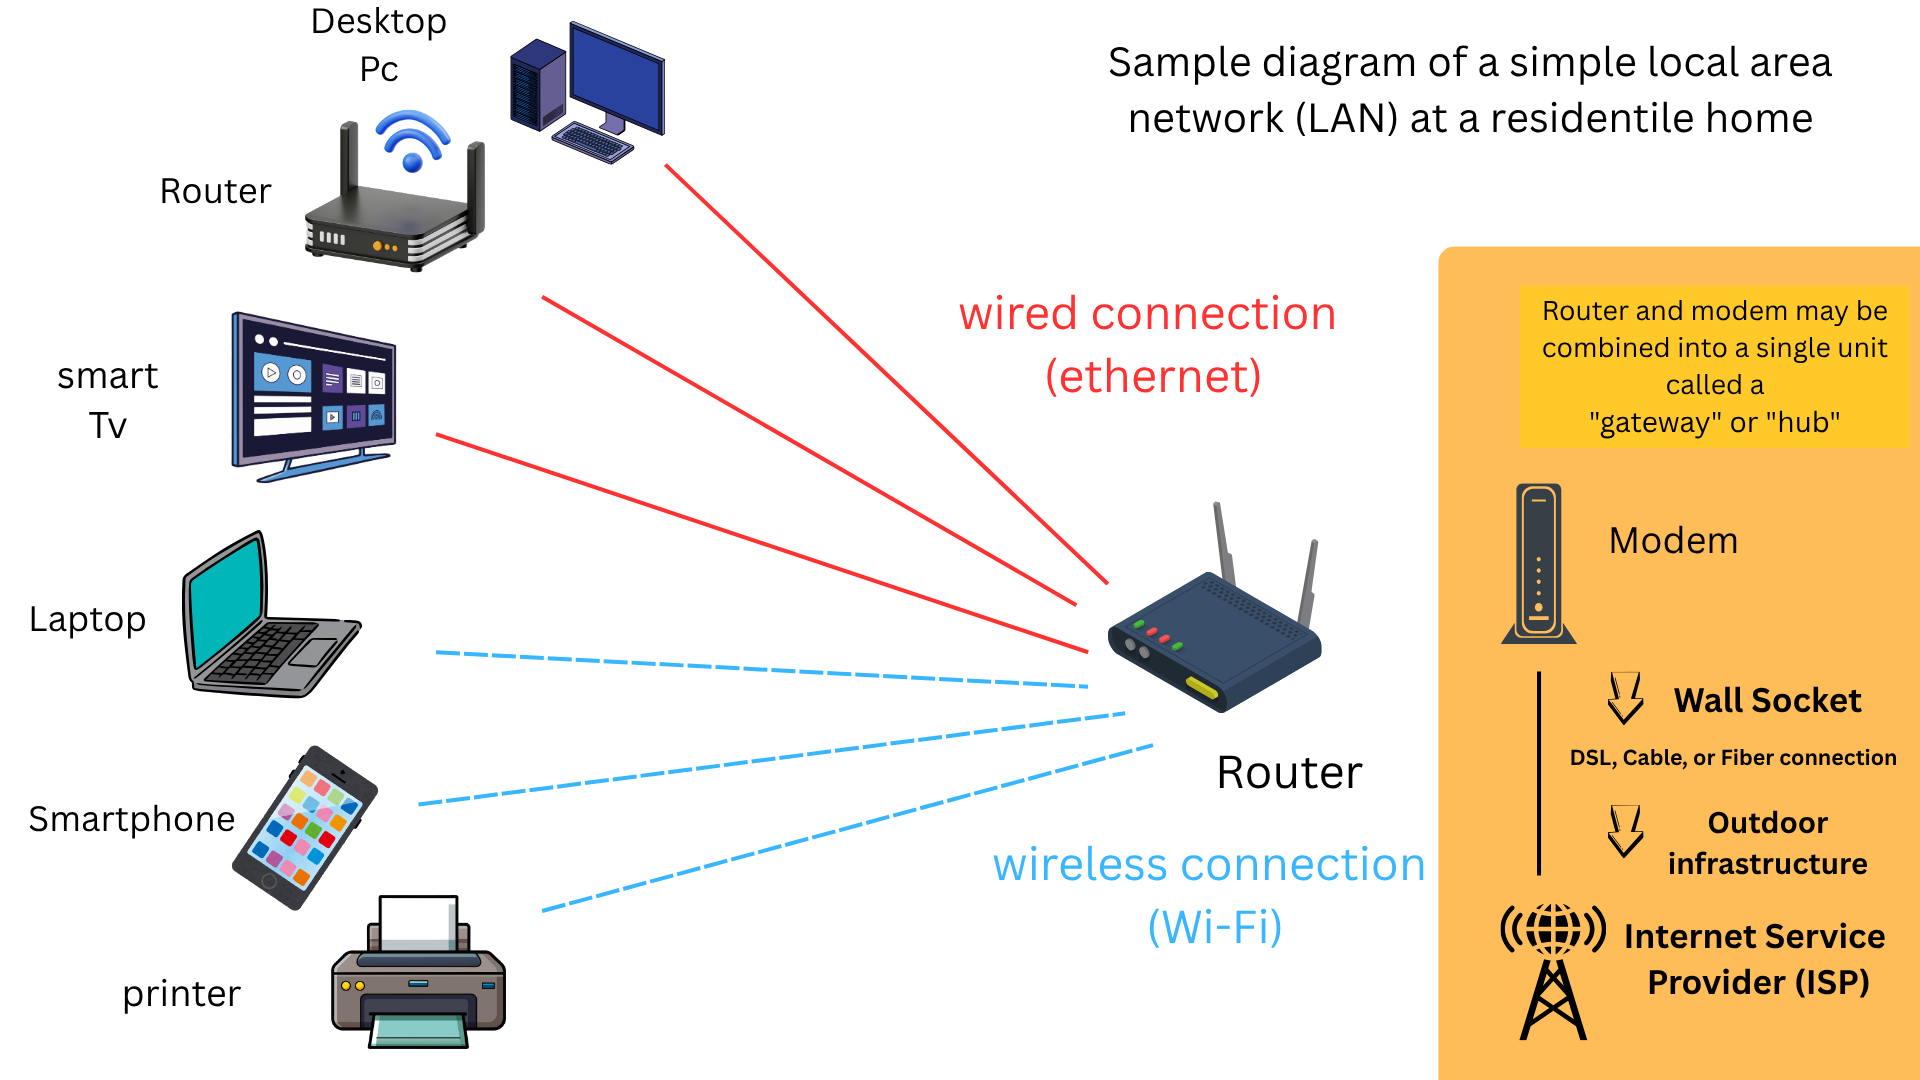 Desktop
Pc
Sample diagram of a simple local area
network (LAN) at a residentile home
Router
smart
Tv
Laptop
Smartphone
printer
wired connection
(ethernet)
Router
wireless connection
(Wi-Fi)
Router and modem may be
combined into a single unit
called a
"gateway" or "hub"
Modem
Wall Socket
DSL, Cable, or Fiber connection
Outdoor
infrastructure
Internet Service
Provider (ISP)